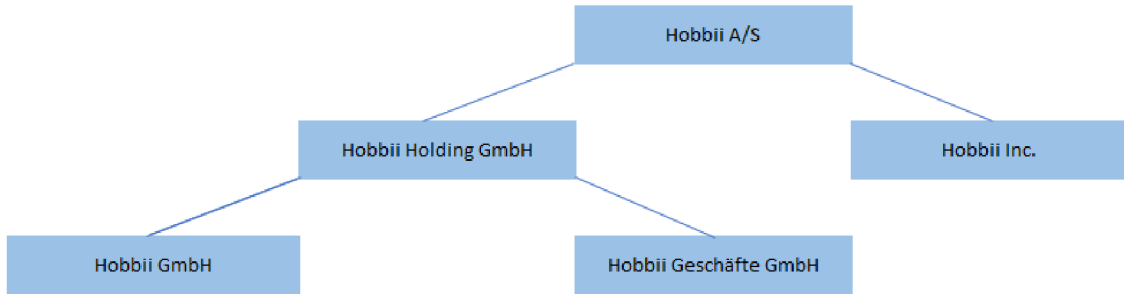 Hobbii A/S
Hobbii Holding GmbH
Hobbii Inc.
Hobbii GmbH
Hobbii Geschäfte GmbH